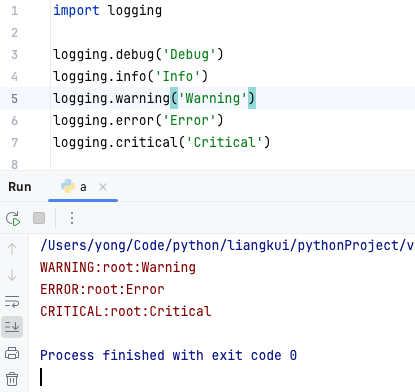 1 import logging
2
3 logging.debug('Debug')
4 logging.info('Info')
5 logging.warning('Warning')
6 logging.error('Error')
7 logging.critical('Critical')
8
Run a
/Users/yong/Code/python/liangkui/pythonProject/v
WARNING:root:Warning
ERROR:root:Error
CRITICAL:root:Critical
Process finished with exit code 0